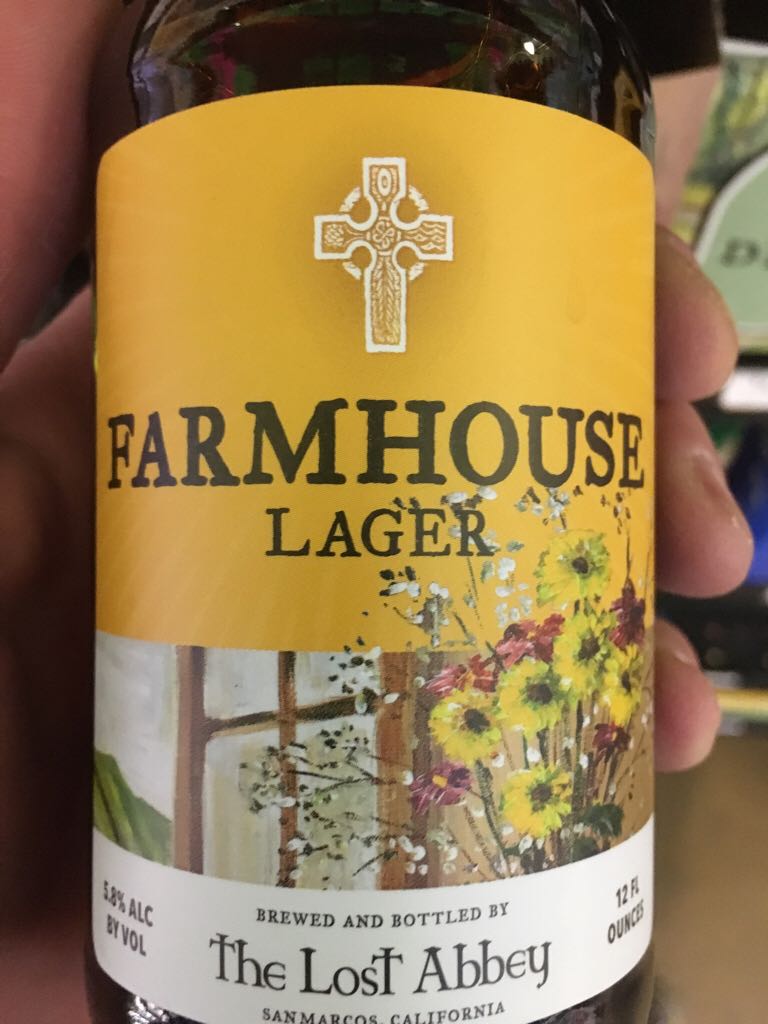 FARMHOUSE
LAGER
5.8% ALC
BY VOL
BREWED AND BOTTLED BY
The Lost Abbey
SAN MARCOS, CALIFORNIA
12 FL
OUNCES